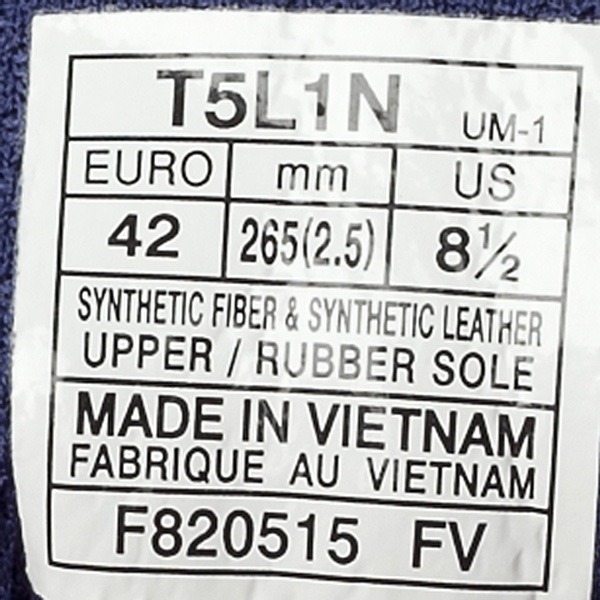 T5L1N UM-1
EURO mm US
42 265(2.5) 8½
SYNTHETIC FIBER & SYNTHETIC LEATHER
UPPER / RUBBER SOLE
MADE IN VIETNAM
FABRIQUE AU VIETNAM
F820515 FV